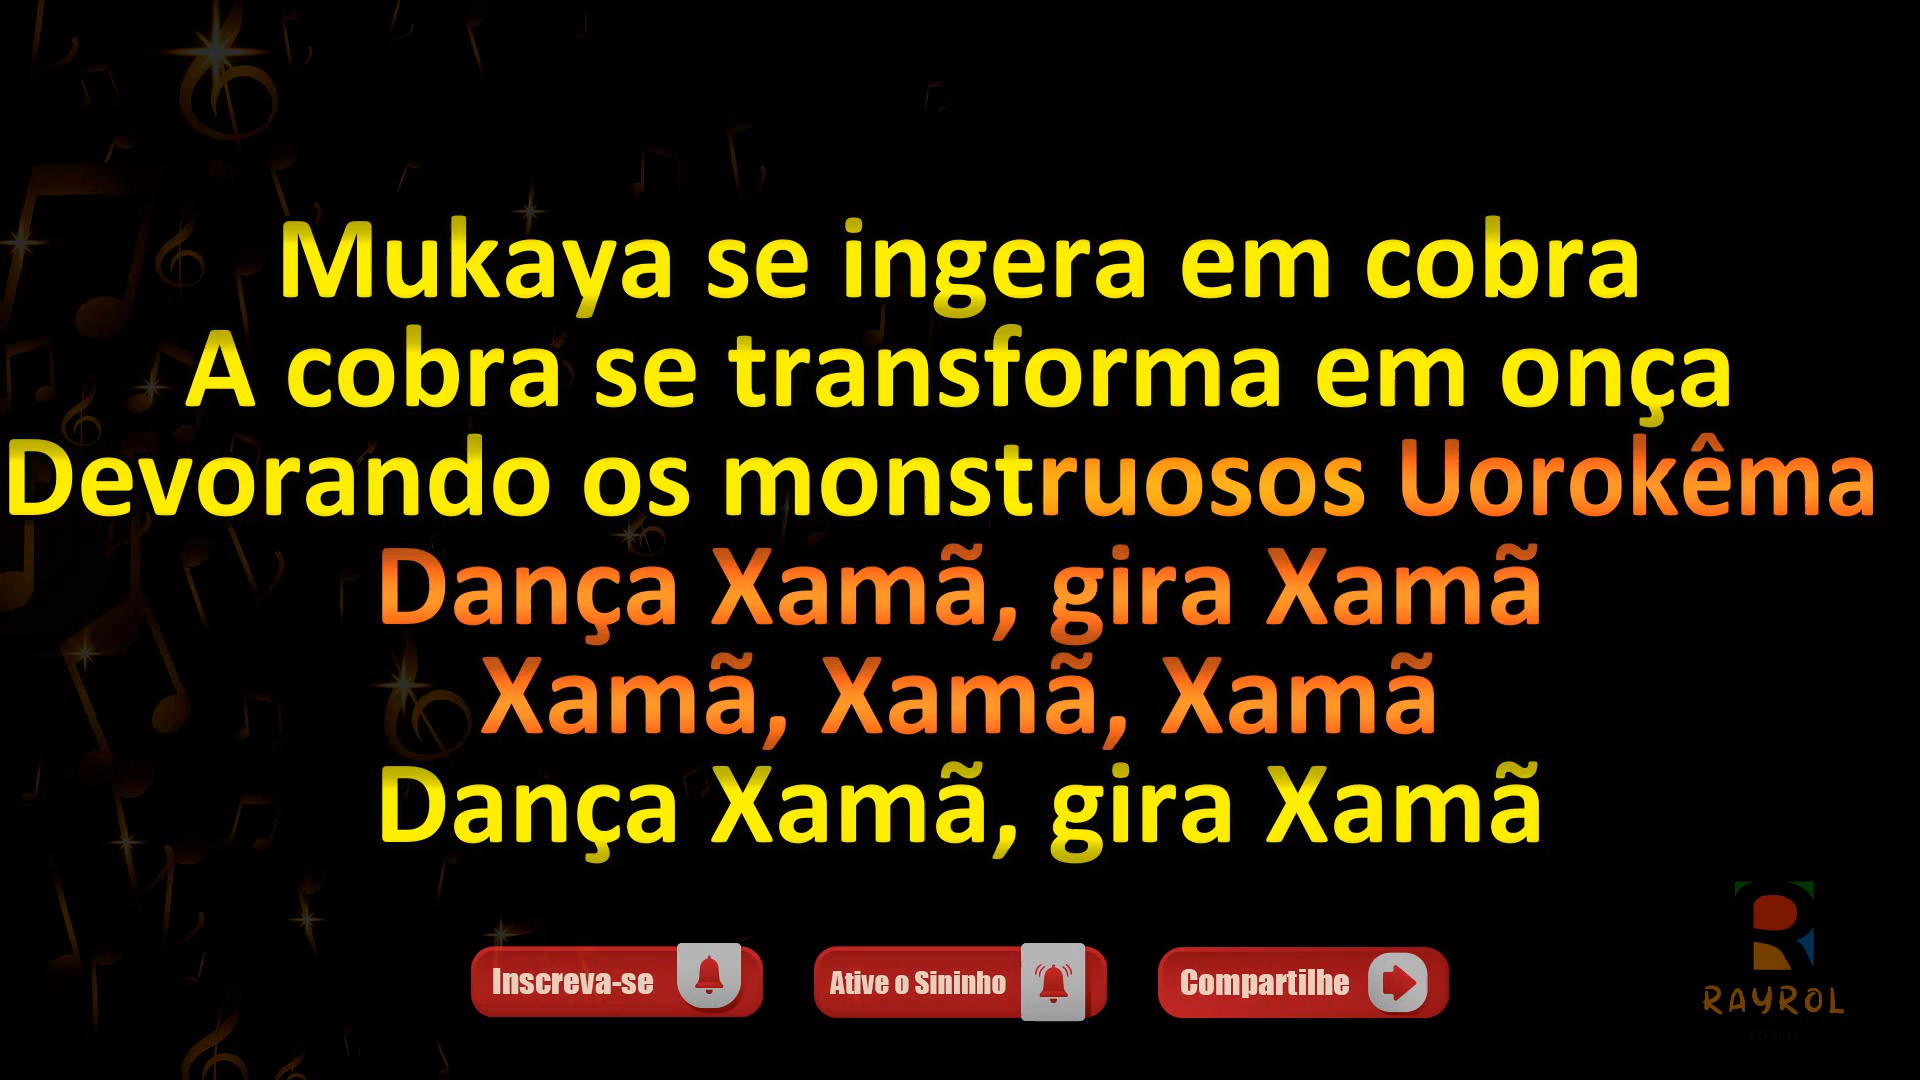 Mukaya se ingera em cobra
A cobra se transforma em onça
Devorando os monstruosos Uorokêma
Dança Xamã, gira Xamã
Xamã, Xamã, Xamã
Dança Xamã, gira Xamã
Inscreva-se
Ative o Sininho
Compartilhe
RAYROL